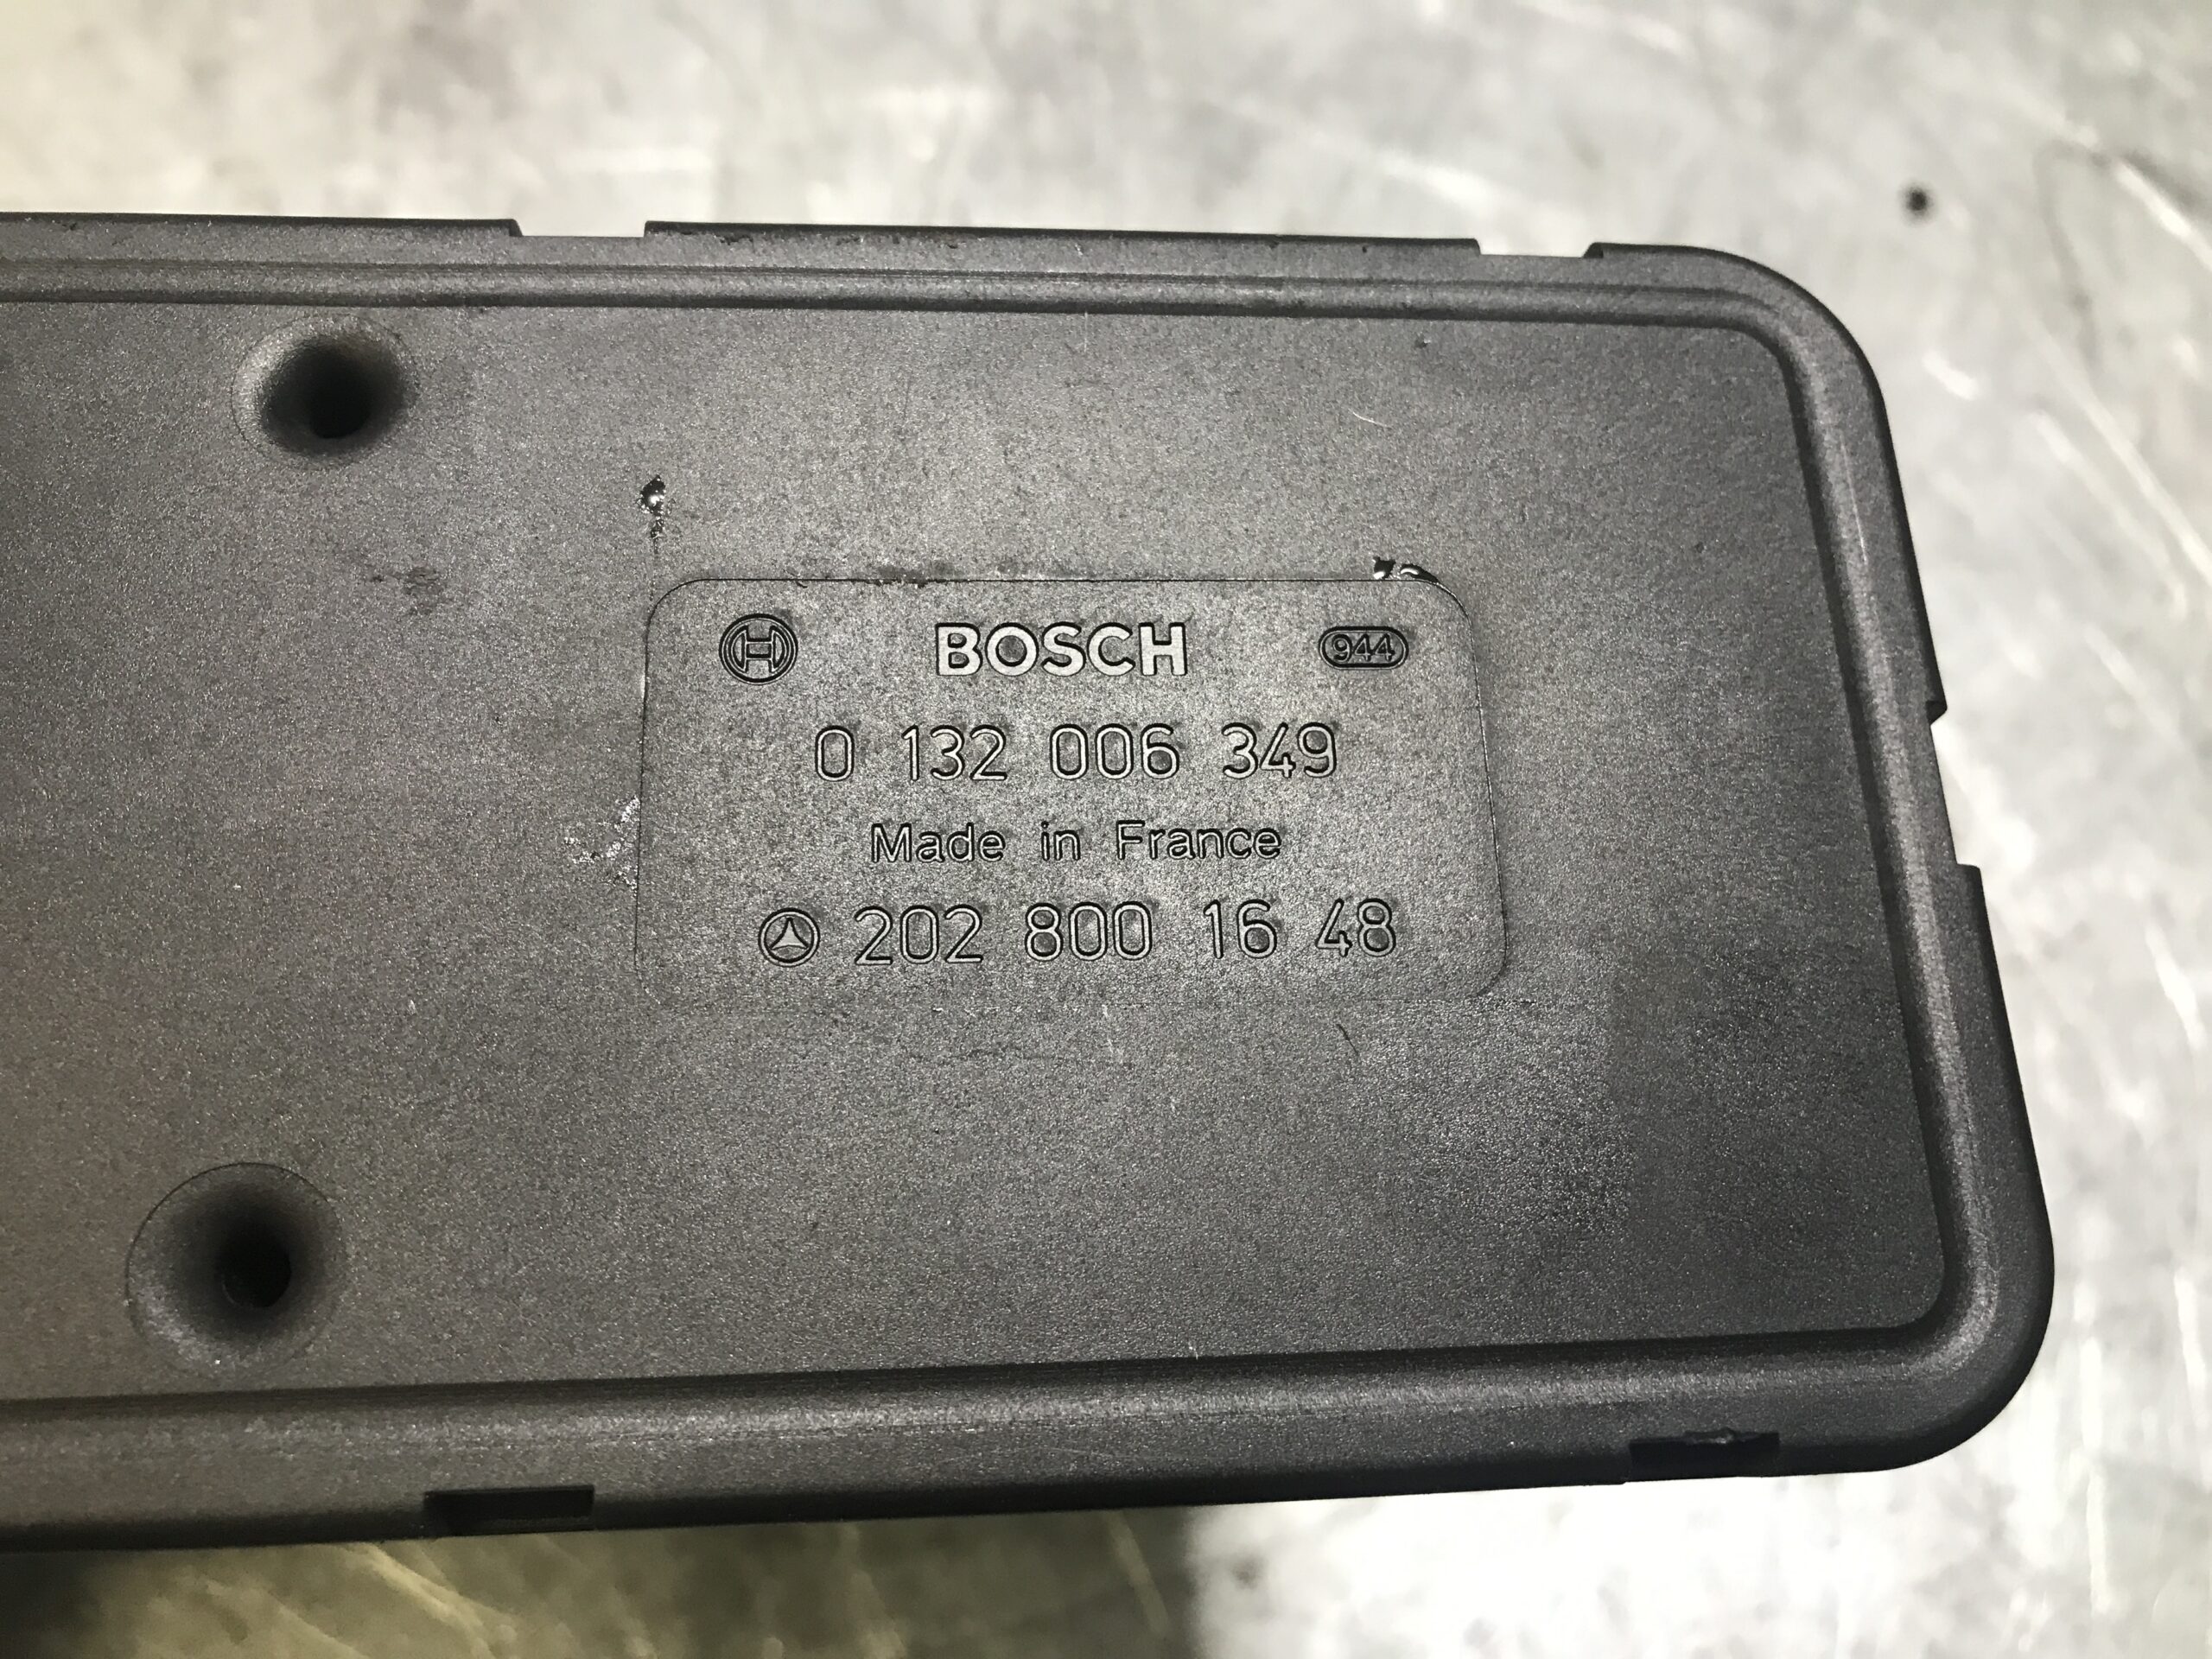 BOSCH 944
0 132 006 349
Made in France
202 800 16 48